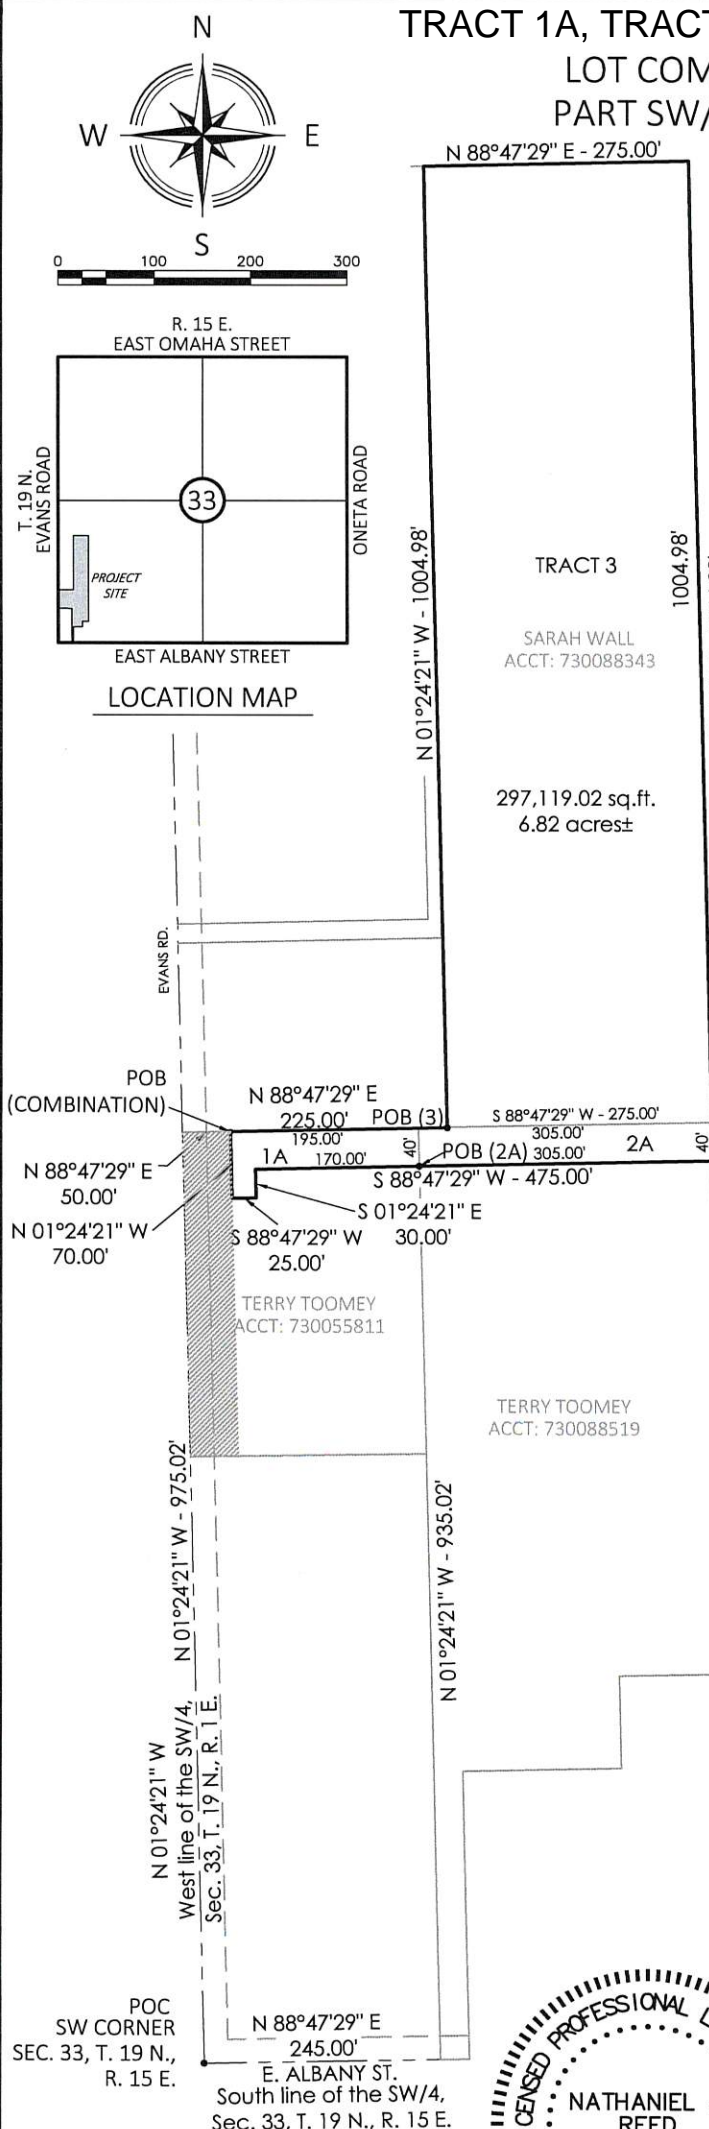 TRACT 1A, TRACT
LOT COM
PART SW/
N
W
E
S
0 100 200 300
R. 15 E.
EAST OMAHA STREET
T. 19 N.
EVANS ROAD
33
ONETA ROAD
PROJECT
SITE
EAST ALBANY STREET
LOCATION MAP
N 88°47'29" E - 275.00'
N 01°24'21" W - 1004.98'
1004.98'
TRACT 3
SARAH WALL
ACCT: 730088343
297,119.02 sq.ft.
6.82 acres±
EVANS RD.
POB
(COMBINATION)
N 88°47'29" E
225.00'
POB (3)
S 88°47'29" W - 275.00'
195.00'
305.00'
1A
170.00'
40'
POB (2A)
305.00'
2A
40'
S 88°47'29" W - 475.00'
N 88°47'29" E
50.00'
N 01°24'21" W
70.00'
S 01°24'21" E
30.00'
S 88°47'29" W
25.00'
TERRY TOOMEY
ACCT: 730055811
TERRY TOOMEY
ACCT: 730088519
N 01°24'21" W - 975.02'
N 01°24'21" W - 935.02'
N 01°24'21" W
West line of the SW/4,
Sec. 33, T. 19 N., R. 1 E.
POC
SW CORNER
SEC. 33, T. 19 N.,
R. 15 E.
N 88°47'29" E
245.00'
E. ALBANY ST.
South line of the SW/4,
Sec. 33, T. 19 N., R. 15 E.
CENSED PROFESSIONAL L
NATHANIEL
REED